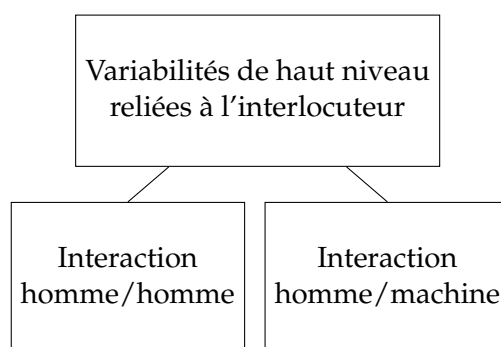 Variabilités de haut niveau
reliées à l'interlocuteur
Interaction
homme/homme
Interaction
homme/machine